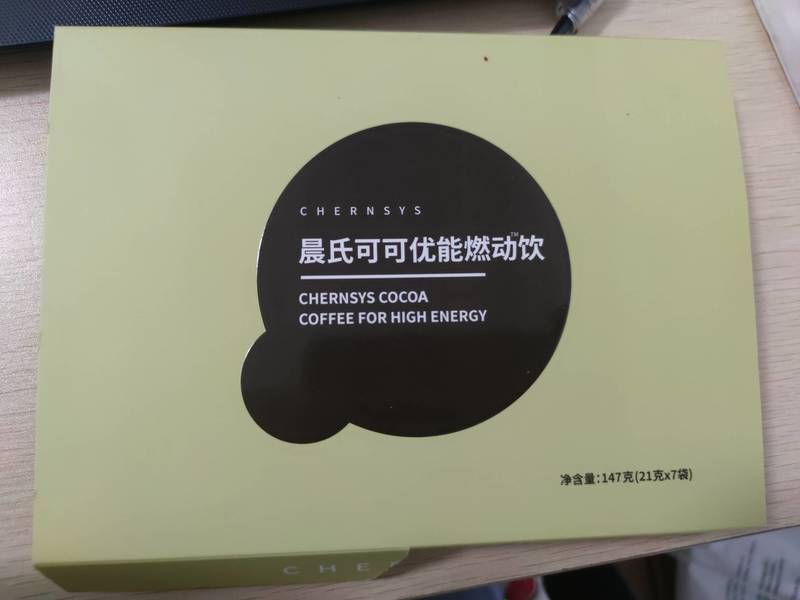 CHERNSYS
晨氏可可优能燃动饮™
CHERNSYS COCOA
COFFEE FOR HIGH ENERGY
净含量:147克(21克x7袋)
CHE